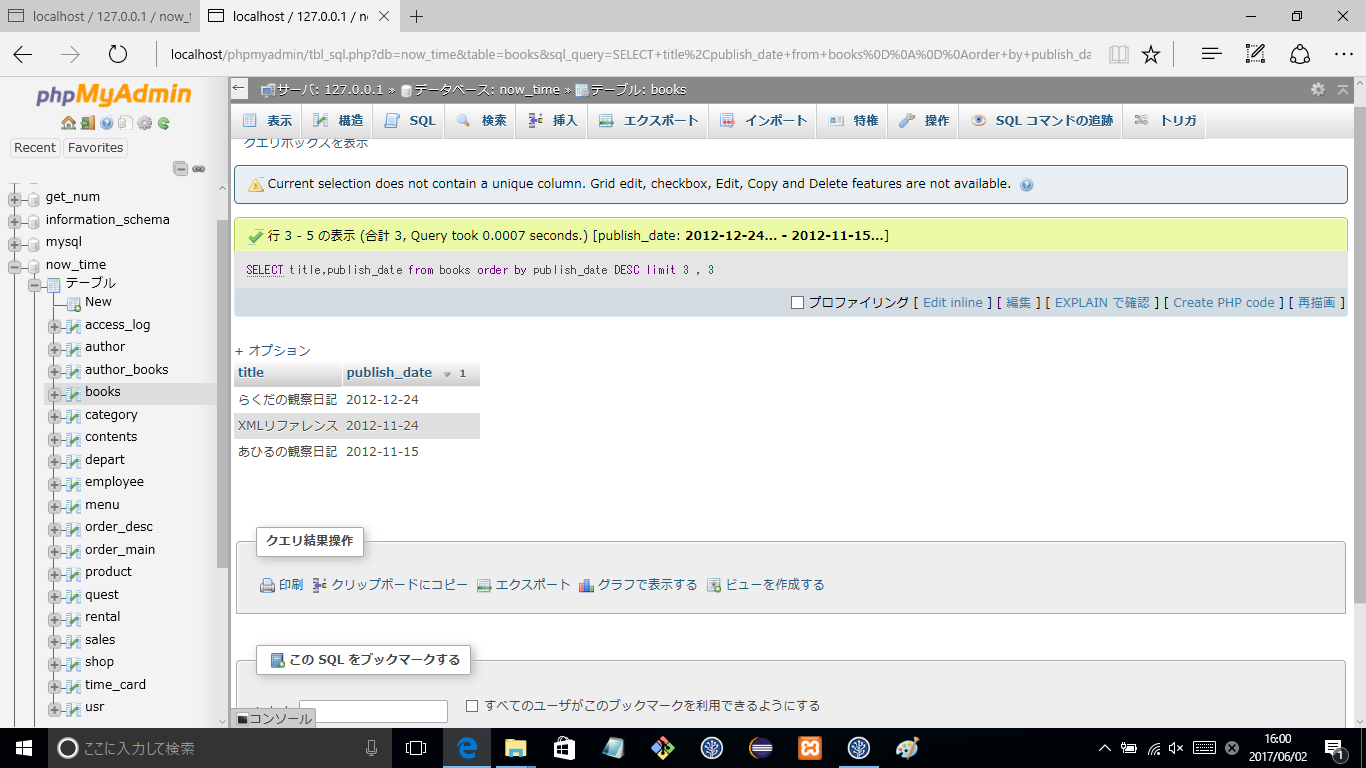 localhost / 127.0.0.1 / now_t
localhost / 127.0.0.1 / no
localhost/phpmyadmin/tbl_sql.php?db=now_time&table=books&sql_query=SELECT+title%2Cpublish_date+from+books%0D%0A%0D%0Aorder+by+publish_da
phpMyAdmin
Recent Favorites
get_num
information_schema
mysql
now_time
テーブル
New
access_log
author
author_books
books
category
contents
depart
employee
menu
order_desc
order_main
product
quest
rental
sales
shop
time_card
usr
サーバ: 127.0.0.1 » データベース: now_time » テーブル: books
表示 構造 SQL 検索 挿入 エクスポート インポート 特権 操作 SQL コマンドの追跡 トリガ
クエリボックスを表示
Current selection does not contain a unique column. Grid edit, checkbox, Edit, Copy and Delete features are not available.
行 3 - 5 の表示 (合計 3, Query took 0.0007 seconds.) [publish_date: 2012-12-24... - 2012-11-15...]
SELECT title,publish_date from books order by publish_date DESC limit 3 , 3
プロファイリング [ Edit inline ] [ 編集 ] [ EXPLAIN で確認 ] [ Create PHP code ] [ 再描画 ]
+ オプション
title publish_date 1
らくだの観察日記 2012-12-24
XMLリファレンス 2012-11-24
あひるの観察日記 2012-11-15
クエリ結果操作
印刷 クリップボードにコピー エクスポート グラフで表示する ビューを作成する
この SQL をブックマークする
すべてのユーザがこのブックマークを利用できるようにする
コンソール
ここに入力して検索
16:00
2017/06/02
1